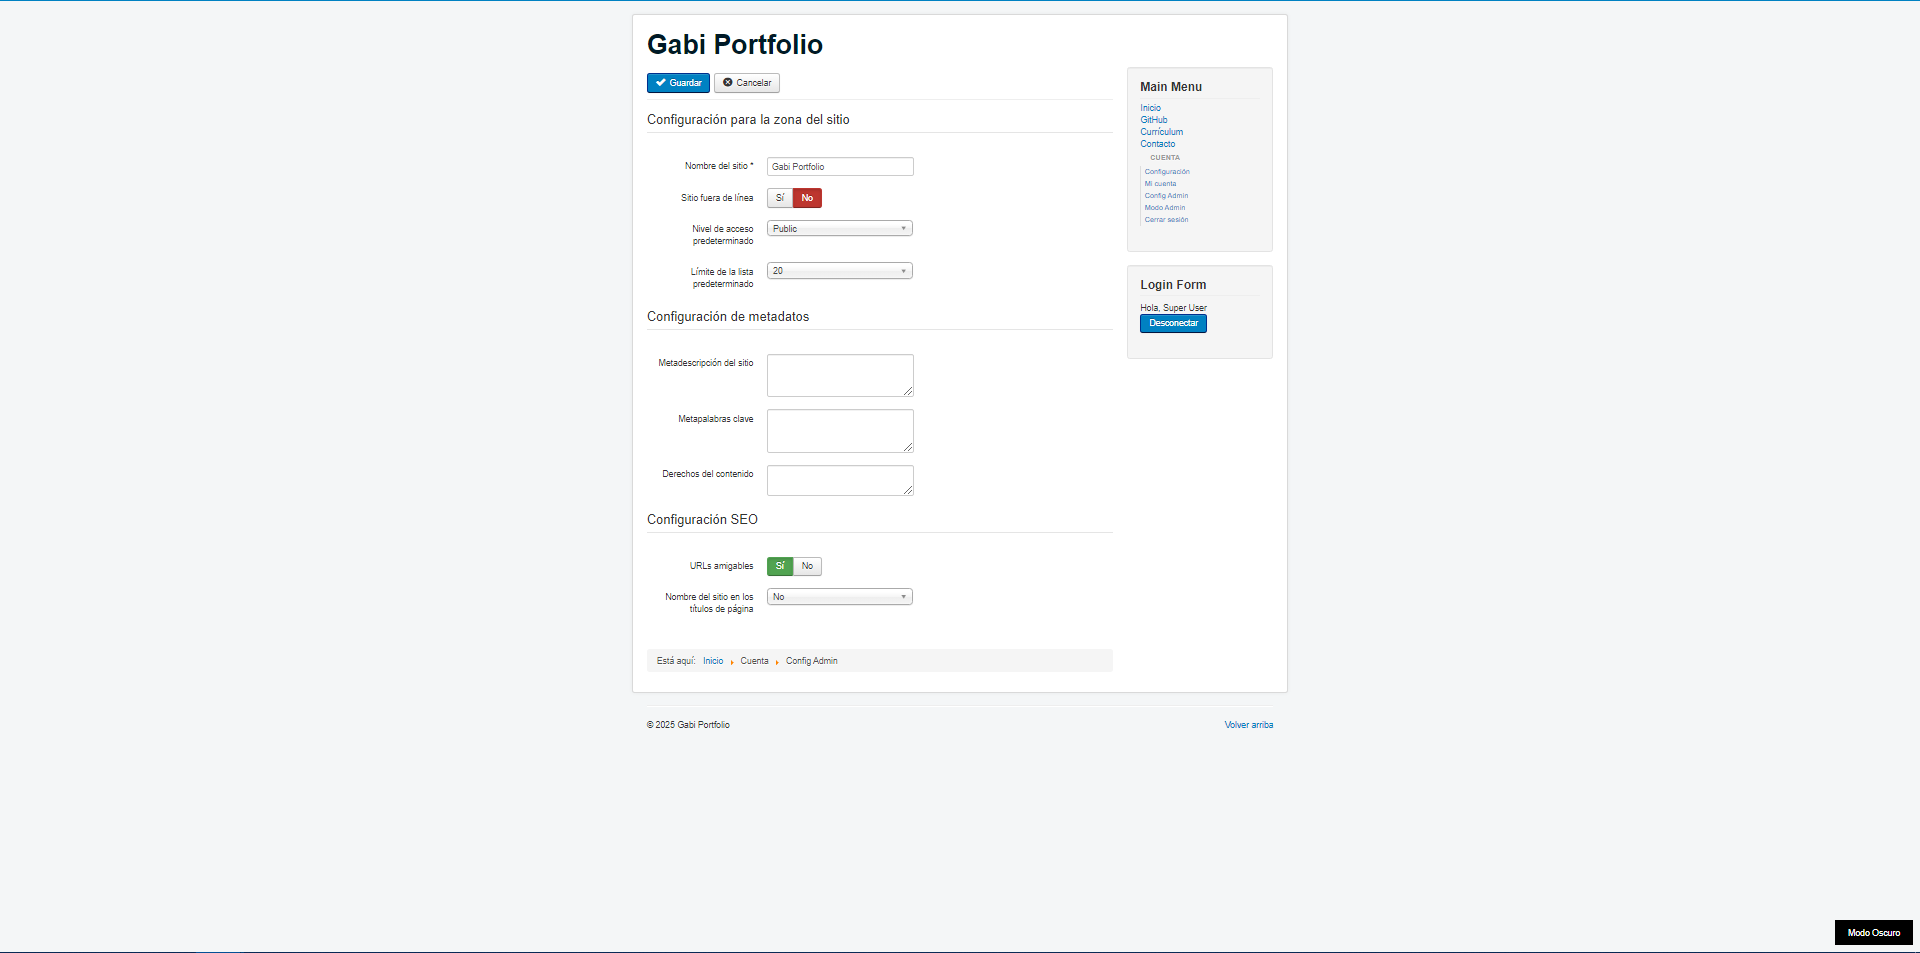 Gabi Portfolio
Guardar
Cancelar
Configuración para la zona del sitio
Nombre del sitio *
Gabi Portfolio
Sitio fuera de línea
Sí
No
Nivel de acceso
predeterminado
Public
Límite de la lista
predeterminado
20
Configuración de metadatos
Metadescripción del sitio
Metapalabras clave
Derechos del contenido
Configuración SEO
URLs amigables
Sí
No
Nombre del sitio en los
títulos de página
No
Está aquí:
Inicio
Cuenta
Config Admin
Main Menu
Inicio
GitHub
Currículum
Contacto
CUENTA
Configuración
Mi cuenta
Config Admin
Modo Admin
Cerrar sesión
Login Form
Hola, Super User
Desconectar
© 2025 Gabi Portfolio
Volver arriba
Modo Oscuro